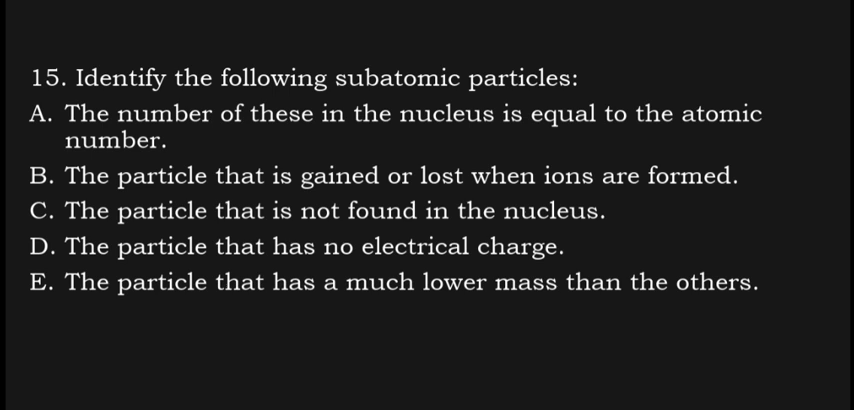 15. Identify the following subatomic particles:
A. The number of these in the nucleus is equal to the atomic
number.
B. The particle that is gained or lost when ions are formed.
C. The particle that is not found in the nucleus.
D. The particle that has no electrical charge.
E. The particle that has a much lower mass than the others.